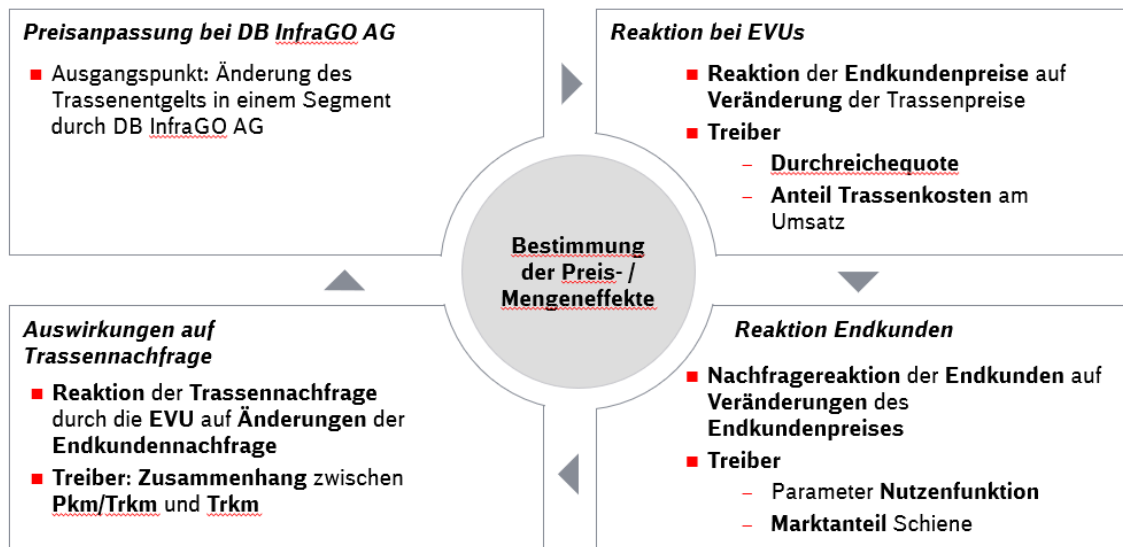 Preisanpassung bei DB InfraGO AG
■ Ausgangspunkt: Änderung des
Trassenentgelts in einem Segment
durch DB InfraGO AG
Reaktion bei EVUs
■ Reaktion der Endkundenpreise auf
Veränderung der Trassenpreise
■ Treiber
– Durchreichequote
– Anteil Trassenkosten am
Umsatz
Bestimmung
der Preis- /
Mengeneffekte
Reaktion Endkunden
■ Nachfragereaktion der Endkunden auf
Veränderungen des
Endkundenpreises
■ Treiber
– Parameter Nutzenfunktion
– Marktanteil Schiene
Auswirkungen auf
Trassennachfrage
■ Reaktion der Trassennachfrage
durch die EVU auf Änderungen der
Endkundennachfrage
■ Treiber: Zusammenhang zwischen
Pkm/Trkm und Trkm